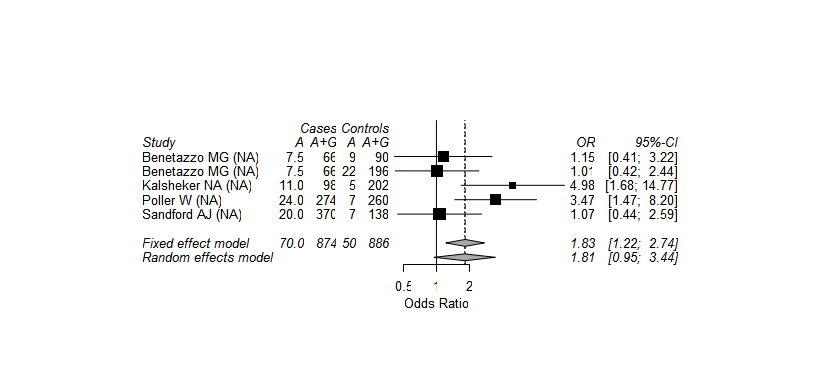 Cases Controls
Study A A+G A A+G OR 95%-CI
Benetazzo MG (NA) 7.5 66 9 90 1.15 [0.41; 3.22]
Benetazzo MG (NA) 7.5 66 22 196 1.01 [0.42; 2.44]
Kalsheker NA (NA) 11.0 98 5 202 4.98 [1.68; 14.77]
Poller W (NA) 24.0 274 7 260 3.47 [1.47; 8.20]
Sandford AJ (NA) 20.0 370 7 138 1.07 [0.44; 2.59]
Fixed effect model 70.0 874 50 886 1.83 [1.22; 2.74]
Random effects model 1.81 [0.95; 3.44]
0.5 1 2
Odds Ratio